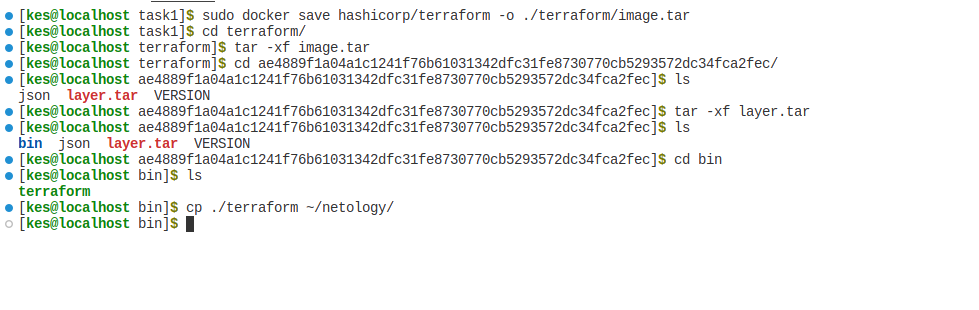 [kes@localhost task1]$ sudo docker save hashicorp/terraform -o ./terraform/image.tar
[kes@localhost task1]$ cd terraform/
[kes@localhost terraform]$ tar -xf image.tar
[kes@localhost terraform]$ cd ae4889f1a04a1c1241f76b61031342dfc31fe8730770cb5293572dc34fca2fec/
[kes@localhost ae4889f1a04a1c1241f76b61031342dfc31fe8730770cb5293572dc34fca2fec]$ ls
json  layer.tar  VERSION
[kes@localhost ae4889f1a04a1c1241f76b61031342dfc31fe8730770cb5293572dc34fca2fec]$ tar -xf layer.tar
[kes@localhost ae4889f1a04a1c1241f76b61031342dfc31fe8730770cb5293572dc34fca2fec]$ ls
bin  json  layer.tar  VERSION
[kes@localhost ae4889f1a04a1c1241f76b61031342dfc31fe8730770cb5293572dc34fca2fec]$ cd bin
[kes@localhost bin]$ ls
terraform
[kes@localhost bin]$ cp ./terraform ~/netology/
[kes@localhost bin]$